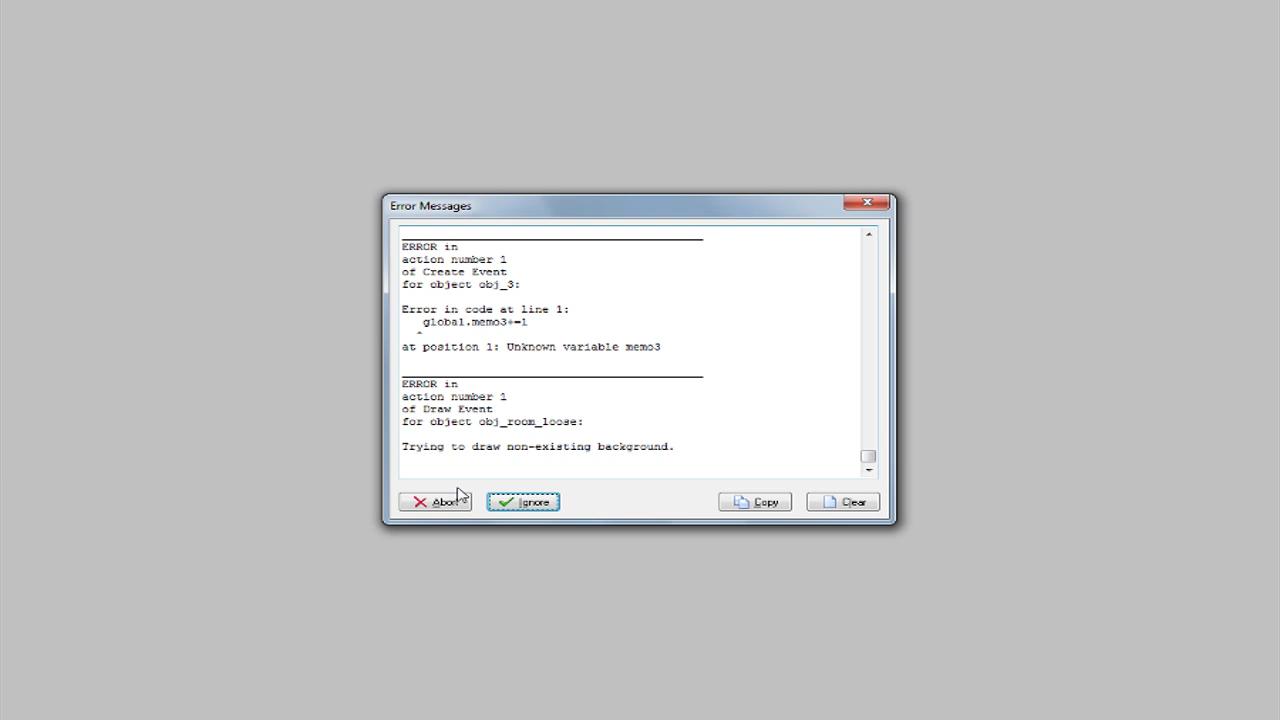 Error Messages
ERROR in
action number 1
of Create Event
for object obj_3:
Error in code at line 1:
global.memo3+=1
^
at position 1: Unknown variable memo3
ERROR in
action number 1
of Draw Event
for object obj_room_loose:
Trying to draw non-existing background.
Abort Ignore Copy Clear